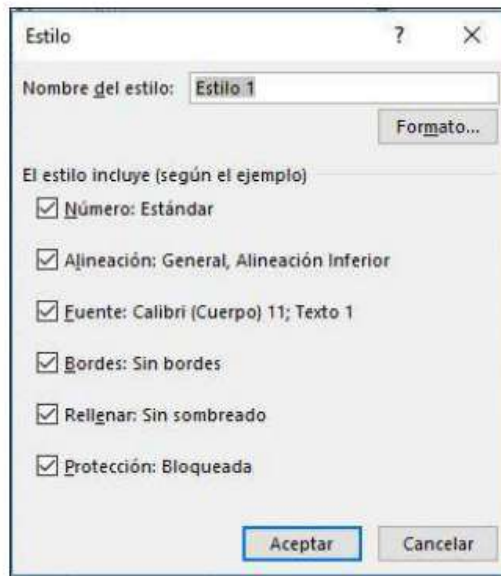 Estilo ?
Nombre del estilo: Estilo 1
Formato...
El estilo incluye (según el ejemplo)
Número: Estándar
Alineación: General, Alineación Inferior
Fuente: Calibri (Cuerpo) 11; Texto 1
Bordes: Sin bordes
Rellenar: Sin sombreado
Protección: Bloqueada
Aceptar Cancelar